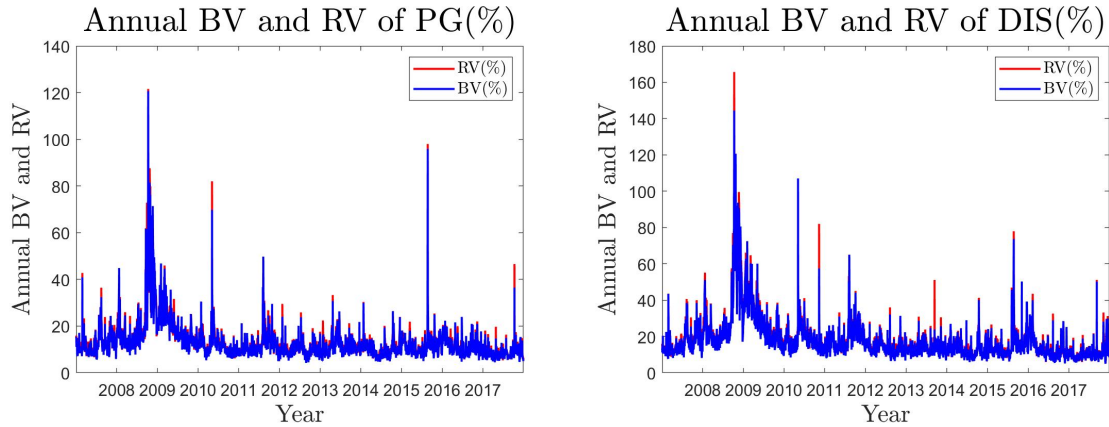 Annual BV and RV of PG(%)
Annual BV and RV
140
120
100
80
60
40
20
0
RV(%)
BV(%)
2008 2009 2010 2011 2012 2013 2014 2015 2016 2017
Year
Annual BV and RV of DIS(%)
Annual BV and RV
180
160
140
120
100
80
60
40
20
0
RV(%)
BV(%)
2008 2009 2010 2011 2012 2013 2014 2015 2016 2017
Year